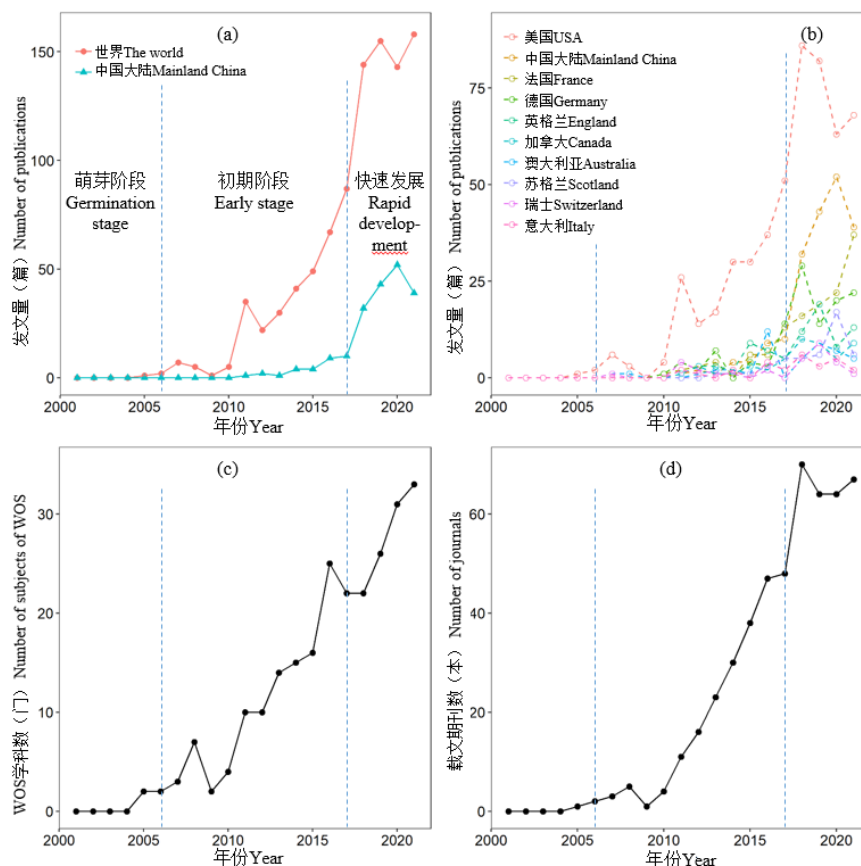 (a)
世界The world
中国大陆Mainland China
萌芽阶段
Germination
stage
初期阶段
Early stage
快速发展
Rapid
develop-
ment
发文量（篇）Number of publications
0
50
100
150
2000
2005
2010
2015
2020
年份Year
(b)
美国USA
中国大陆Mainland China
法国France
德国Germany
英格兰England
加拿大Canada
澳大利亚Australia
苏格兰Scotland
瑞士Switzerland
意大利Italy
发文量（篇）Number of publications
0
25
50
75
2000
2005
2010
2015
2020
年份Year
(c)
WOS学科数（门）Number of subjects of WOS
0
10
20
30
2000
2005
2010
2015
2020
年份Year
(d)
载文期刊数（本）Number of journals
0
20
40
60
2000
2005
2010
2015
2020
年份Year